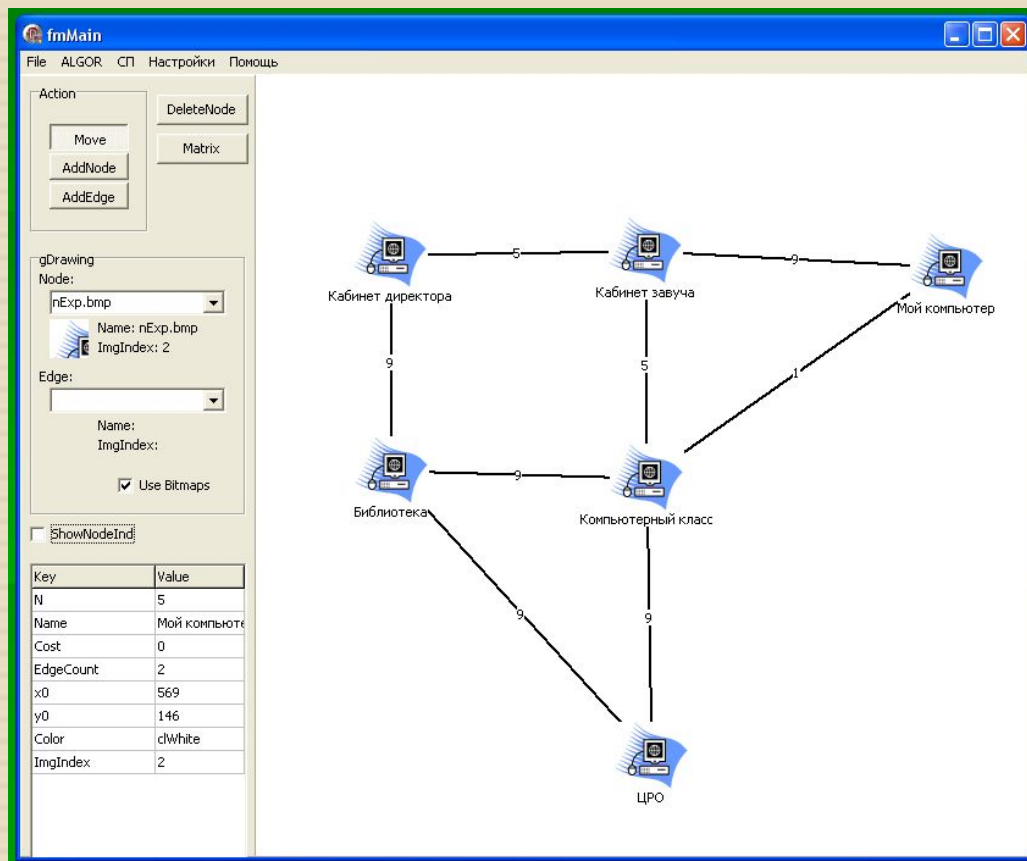 fmMain
File ALGOR СП Настройки Помощь
Action
DeleteNode
Move
Matrix
AddNode
AddEdge
gDrawing
Node:
nExp.bmp
Name: nExp.bmp
ImgIndex: 2
Edge:
Name:
ImgIndex:
Use Bitmaps
ShowNodeInd
Key Value
N 5
Name Мой компьюте
Cost 0
EdgeCount 2
x0 569
y0 146
Color clWhite
ImgIndex 2
5
9
Кабинет директора
Кабинет завуча
Мой компьютер
9
5
1
9
Библиотека
Компьютерный класс
9
9
ЦРО